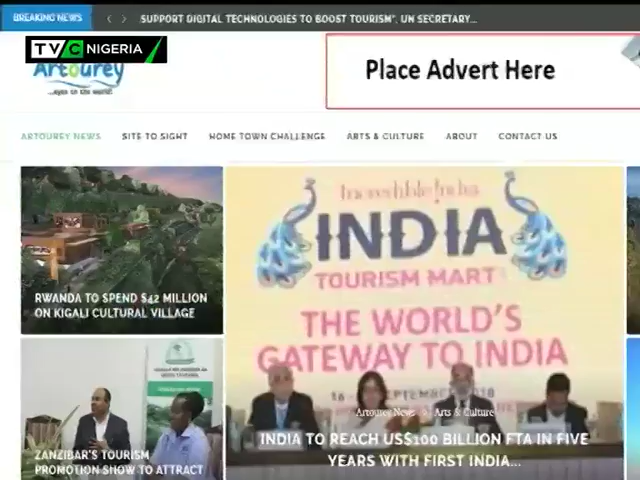 BREAKING NEWS
SUPPORT DIGITAL TECHNOLOGIES TO BOOST TOURISM", UN SECRETARY...
TVC NIGERIA
Artourey
...eyes on the world!
Place Advert Here
ARTOUREY NEWS SITE TO SIGHT HOME TOWN CHALLENGE ARTS & CULTURE ABOUT CONTACT US
RWANDA TO SPEND $42 MILLION
ON KIGALI CULTURAL VILLAGE
Incredible!ndia
INDIA
TOURISM MART
THE WORLD'S
GATEWAY TO INDIA
SEPTEMBER 2018
Artourey News
Arts & Culture
INDIA TO REACH US$100 BILLION FTA IN FIVE
YEARS WITH FIRST INDIA...
ZANZIBAR'S TOURISM
PROMOTION SHOW TO ATTRACT